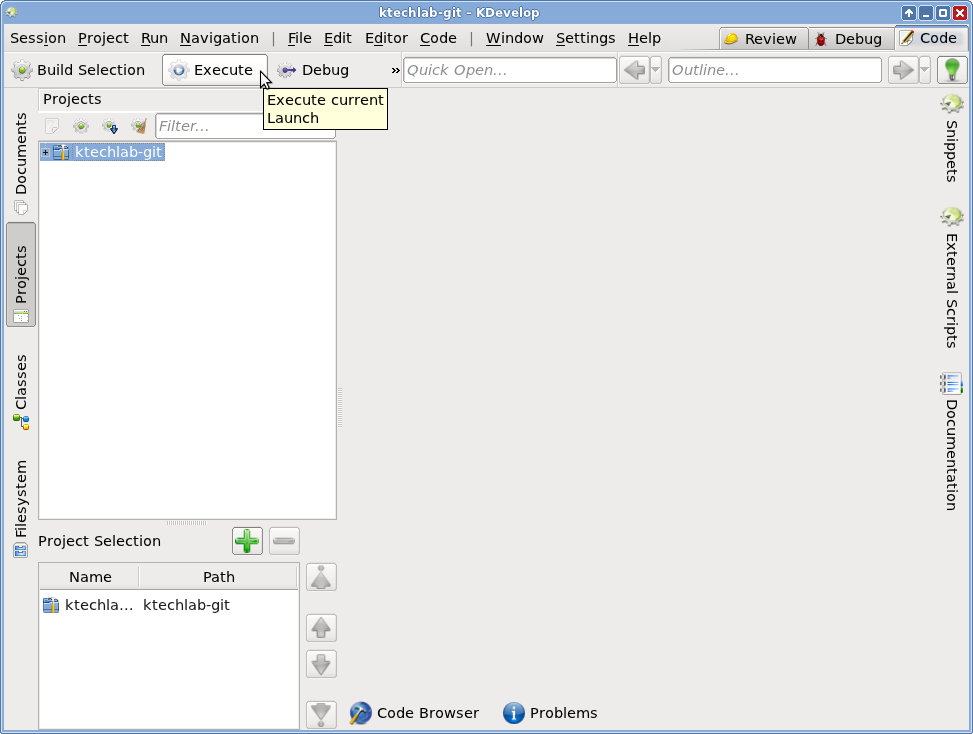 ktechlab-git – KDevelop
Session Project Run Navigation | File Edit Editor Code | Window Settings Help Review Debug Code
Build Selection Execute Debug » Quick Open... Outline...
Execute current
Launch
Projects
Filter...
ktechlab-git
Documents
Projects
Classes
Filesystem
Snippets
External Scripts
Documentation
Project Selection
Name Path
ktechla... ktechlab-git
Code Browser Problems